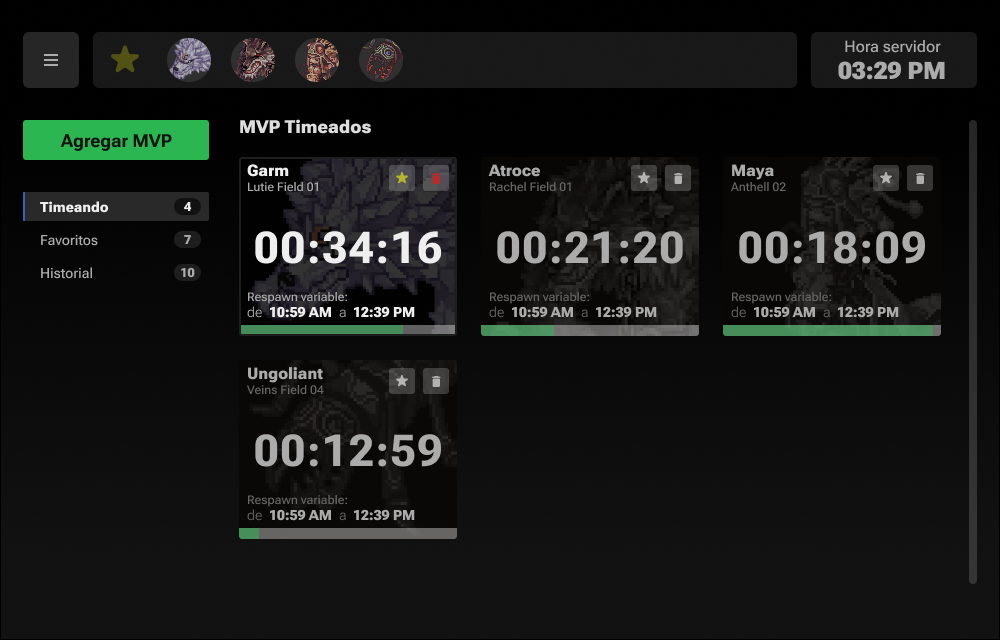 Hora servidor
03:29 PM
Agregar MVP
Timeando 4
Favoritos 7
Historial 10
MVP Timeados
Garm
Lutie Field 01
00:34:16
Respawn variable:
de 10:59 AM a 12:39 PM
Atroce
Rachel Field 01
00:21:20
Respawn variable:
de 10:59 AM a 12:39 PM
Maya
Anthell 02
00:18:09
Respawn variable:
de 10:59 AM a 12:39 PM
Ungoliant
Veins Field 04
00:12:59
Respawn variable:
de 10:59 AM a 12:39 PM